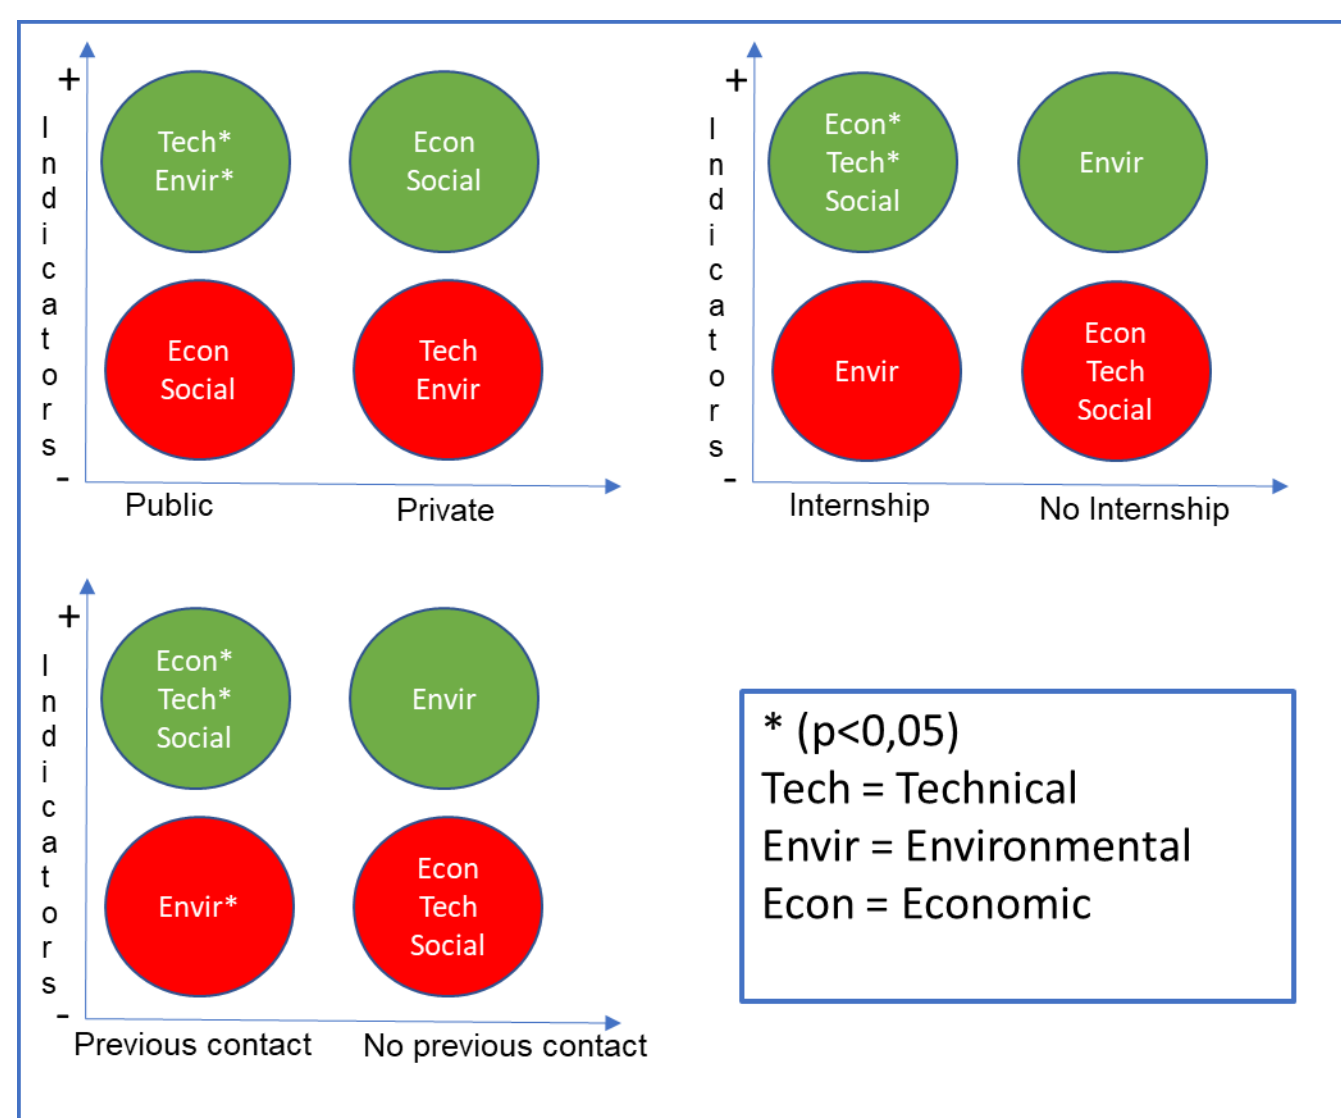 +
Indicators
-
Tech*
Envir*
Econ
Social
Econ
Social
Tech
Envir
Public
Private
+
Indicators
-
Econ*
Tech*
Social
Envir
Envir
Econ
Tech
Social
Internship
No Internship
+
Indicators
-
Econ*
Tech*
Social
Envir
Envir*
Econ
Tech
Social
Previous contact
No previous contact
* (p<0,05)
Tech = Technical
Envir = Environmental
Econ = Economic